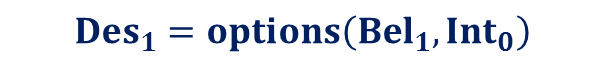 Des₁ = options(Bel₁, Int₀)